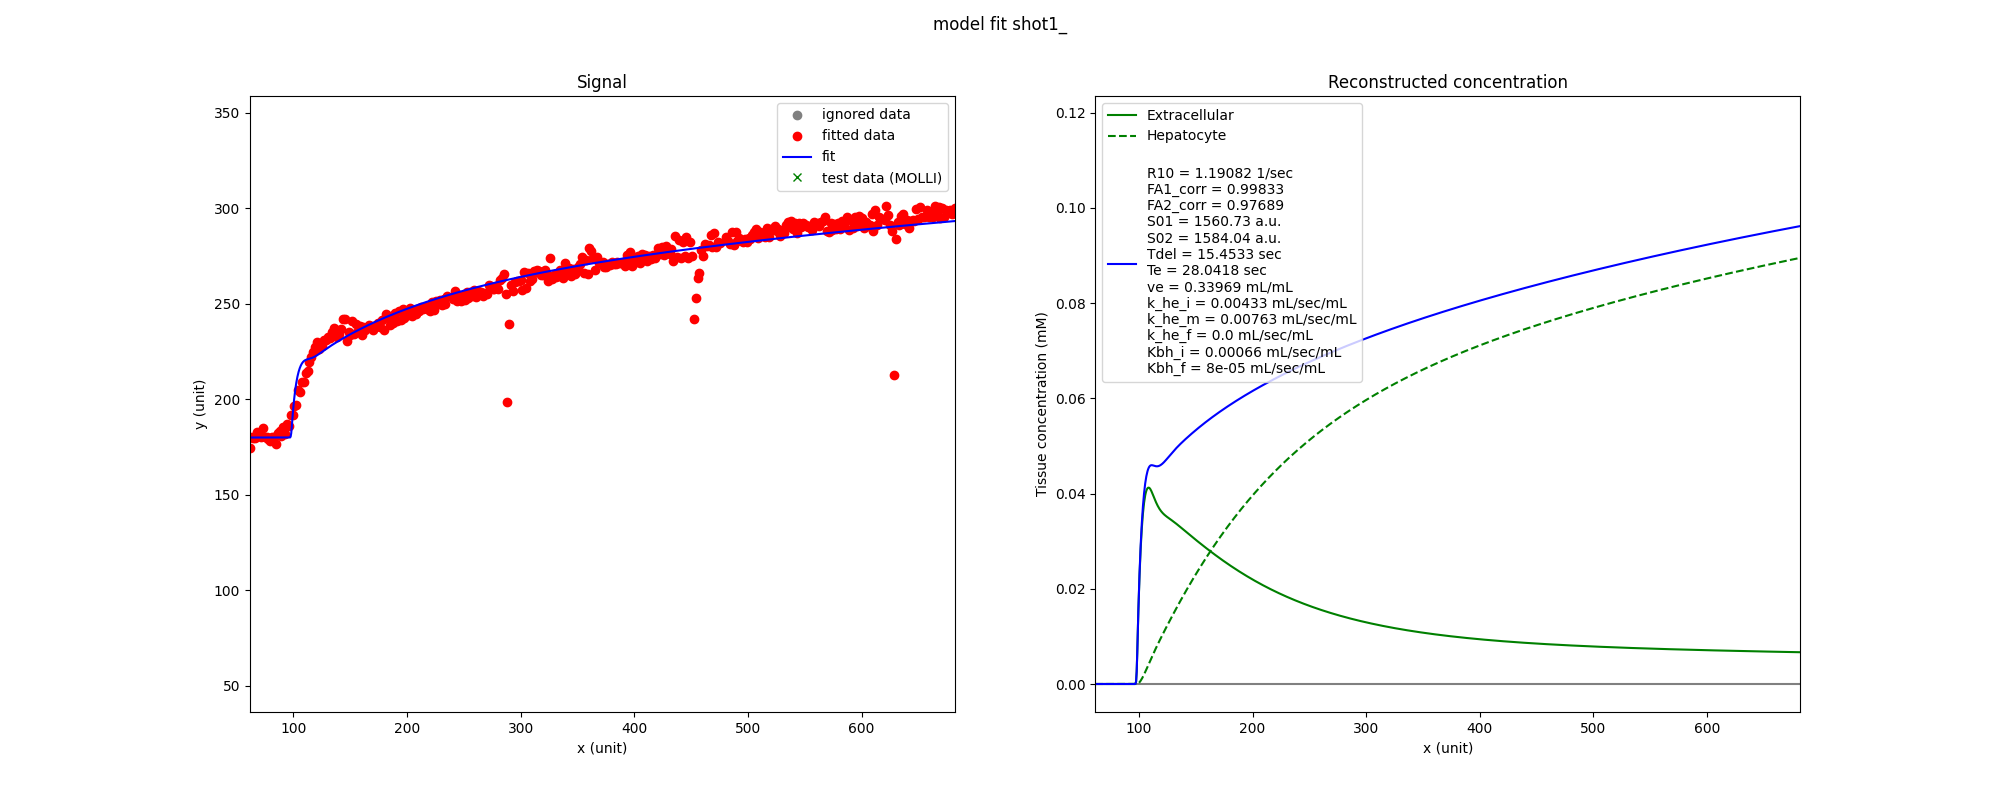 model fit shot1_
Signal
350
300
250
200
150
100
50
y (unit)
100
200
300
400
500
600
x (unit)
ignored data
fitted data
fit
test data (MOLLI)
Reconstructed concentration
0.12
0.10
0.08
0.06
0.04
0.02
0.00
Tissue concentration (mM)
100
200
300
400
500
600
x (unit)
Extracellular
Hepatocyte
R10 = 1.19082 1/sec
FA1_corr = 0.99833
FA2_corr = 0.97689
S01 = 1560.73 a.u.
S02 = 1584.04 a.u.
Tdel = 15.4533 sec
Te = 28.0418 sec
ve = 0.33969 mL/mL
k_he_i = 0.00433 mL/sec/mL
k_he_m = 0.00763 mL/sec/mL
k_he_f = 0.0 mL/sec/mL
Kbh_i = 0.00066 mL/sec/mL
Kbh_f = 8e-05 mL/sec/mL